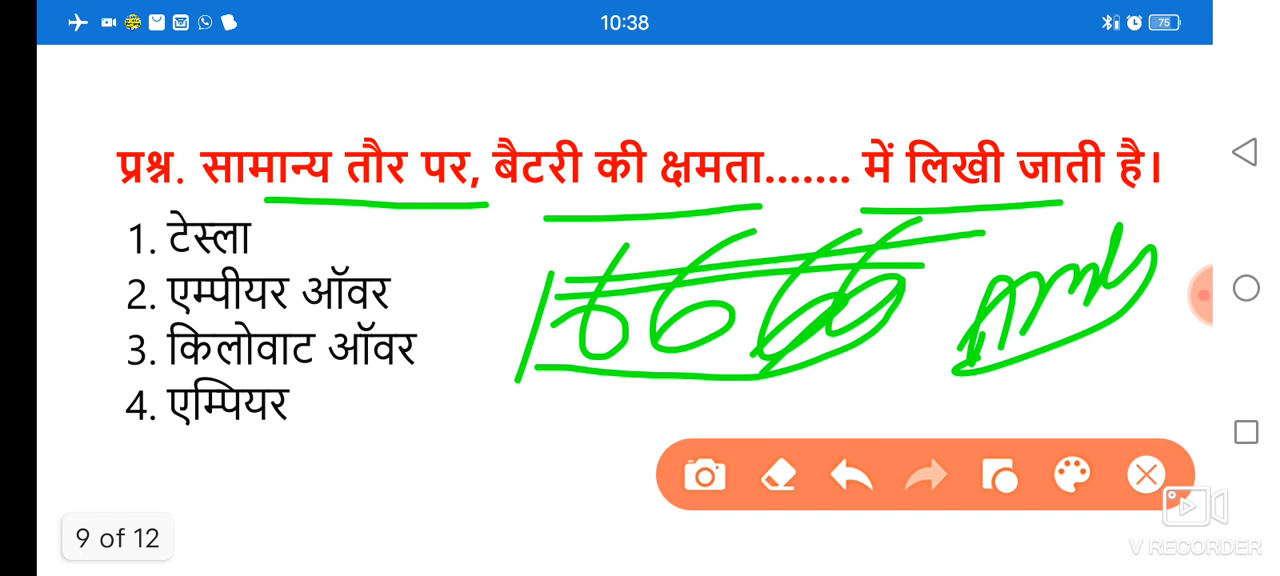 10:38
75
प्रश्न. सामान्य तौर पर, बैटरी की क्षमता....... में लिखी जाती है।
1. टेस्ला
2. एम्पीयर ऑवर
3. किलोवाट ऑवर
4. एम्पियर
9 of 12
V RECORDER